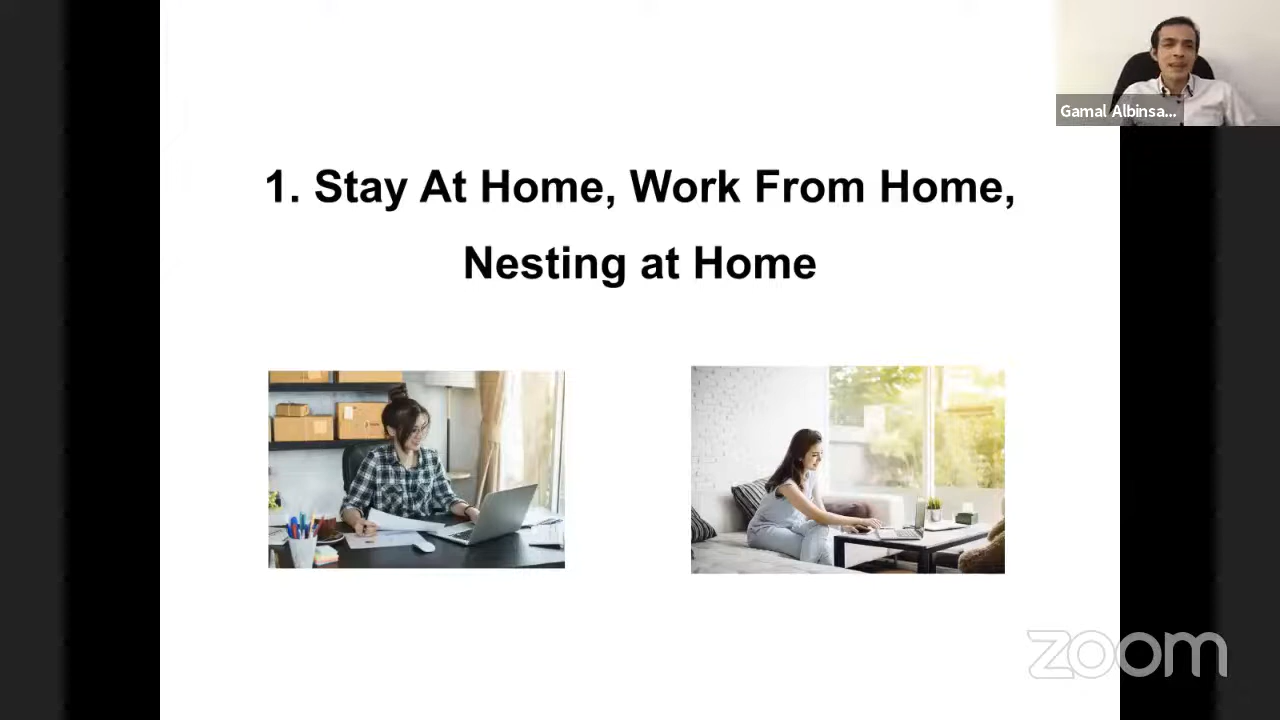 Gamal Albinsa...
1. Stay At Home, Work From Home,
Nesting at Home
zoom